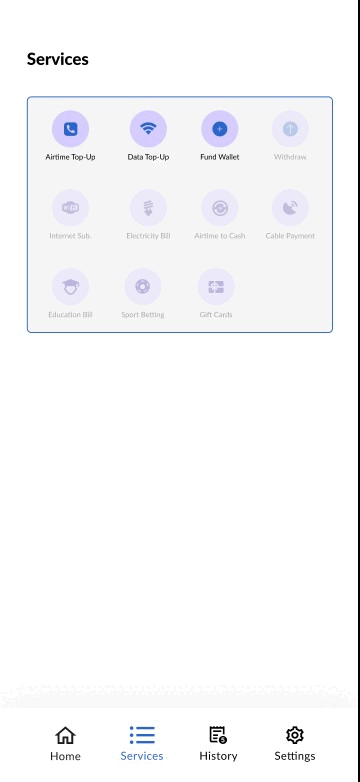 Services
Airtime Top-Up Data Top-Up Fund Wallet Withdraw
Internet Sub. Electricity Bill Airtime to Cash Cable Payment
Education Bill Sport Betting Gift Cards
Home Services History Settings